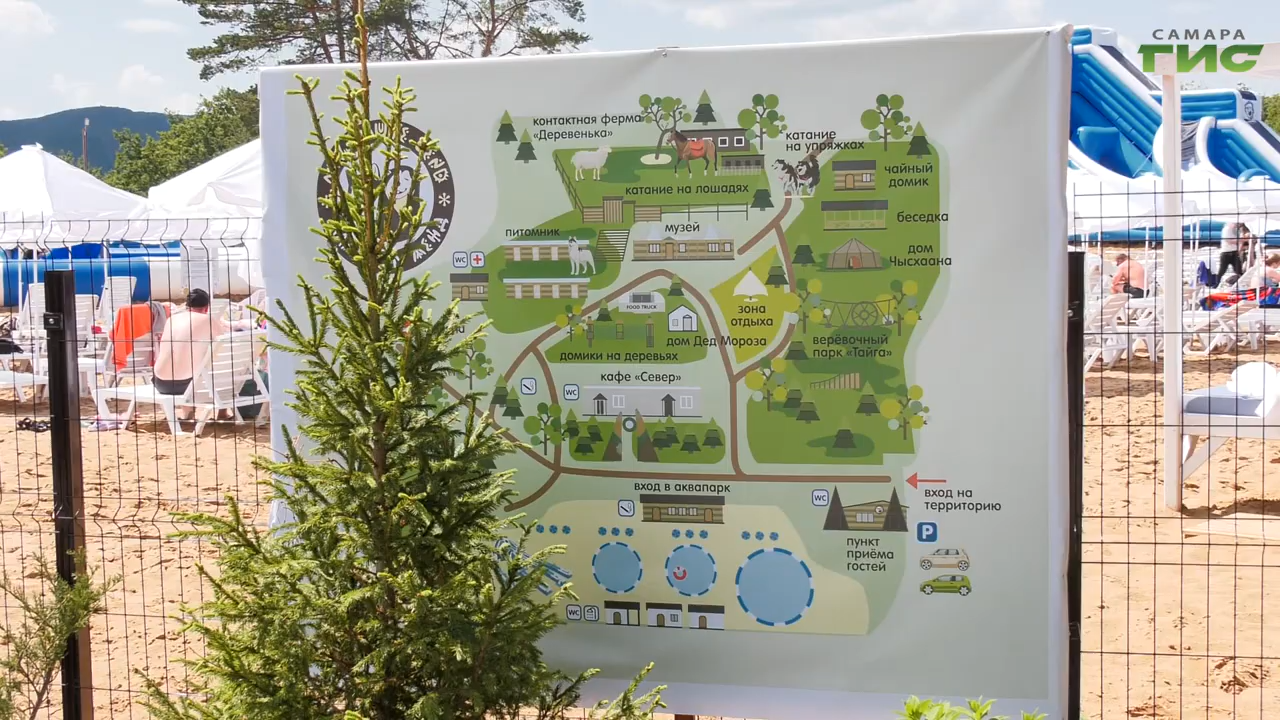 САМАРА
ГИС
контактная ферма
«Деревенька»
катание
на упряжках
чайный
домик
катание на лошадях
беседка
питомник
музей
WC
дом
Чысхаана
FOOD TRUCK
зона
отдыха
дом Дед Мороза
верёвочный
парк «Тайга»
домики на деревьях
кафе «Север»
WC
вход в аквапарк
WC
вход на
территорию
P
пункт
приёма
гостей
WC